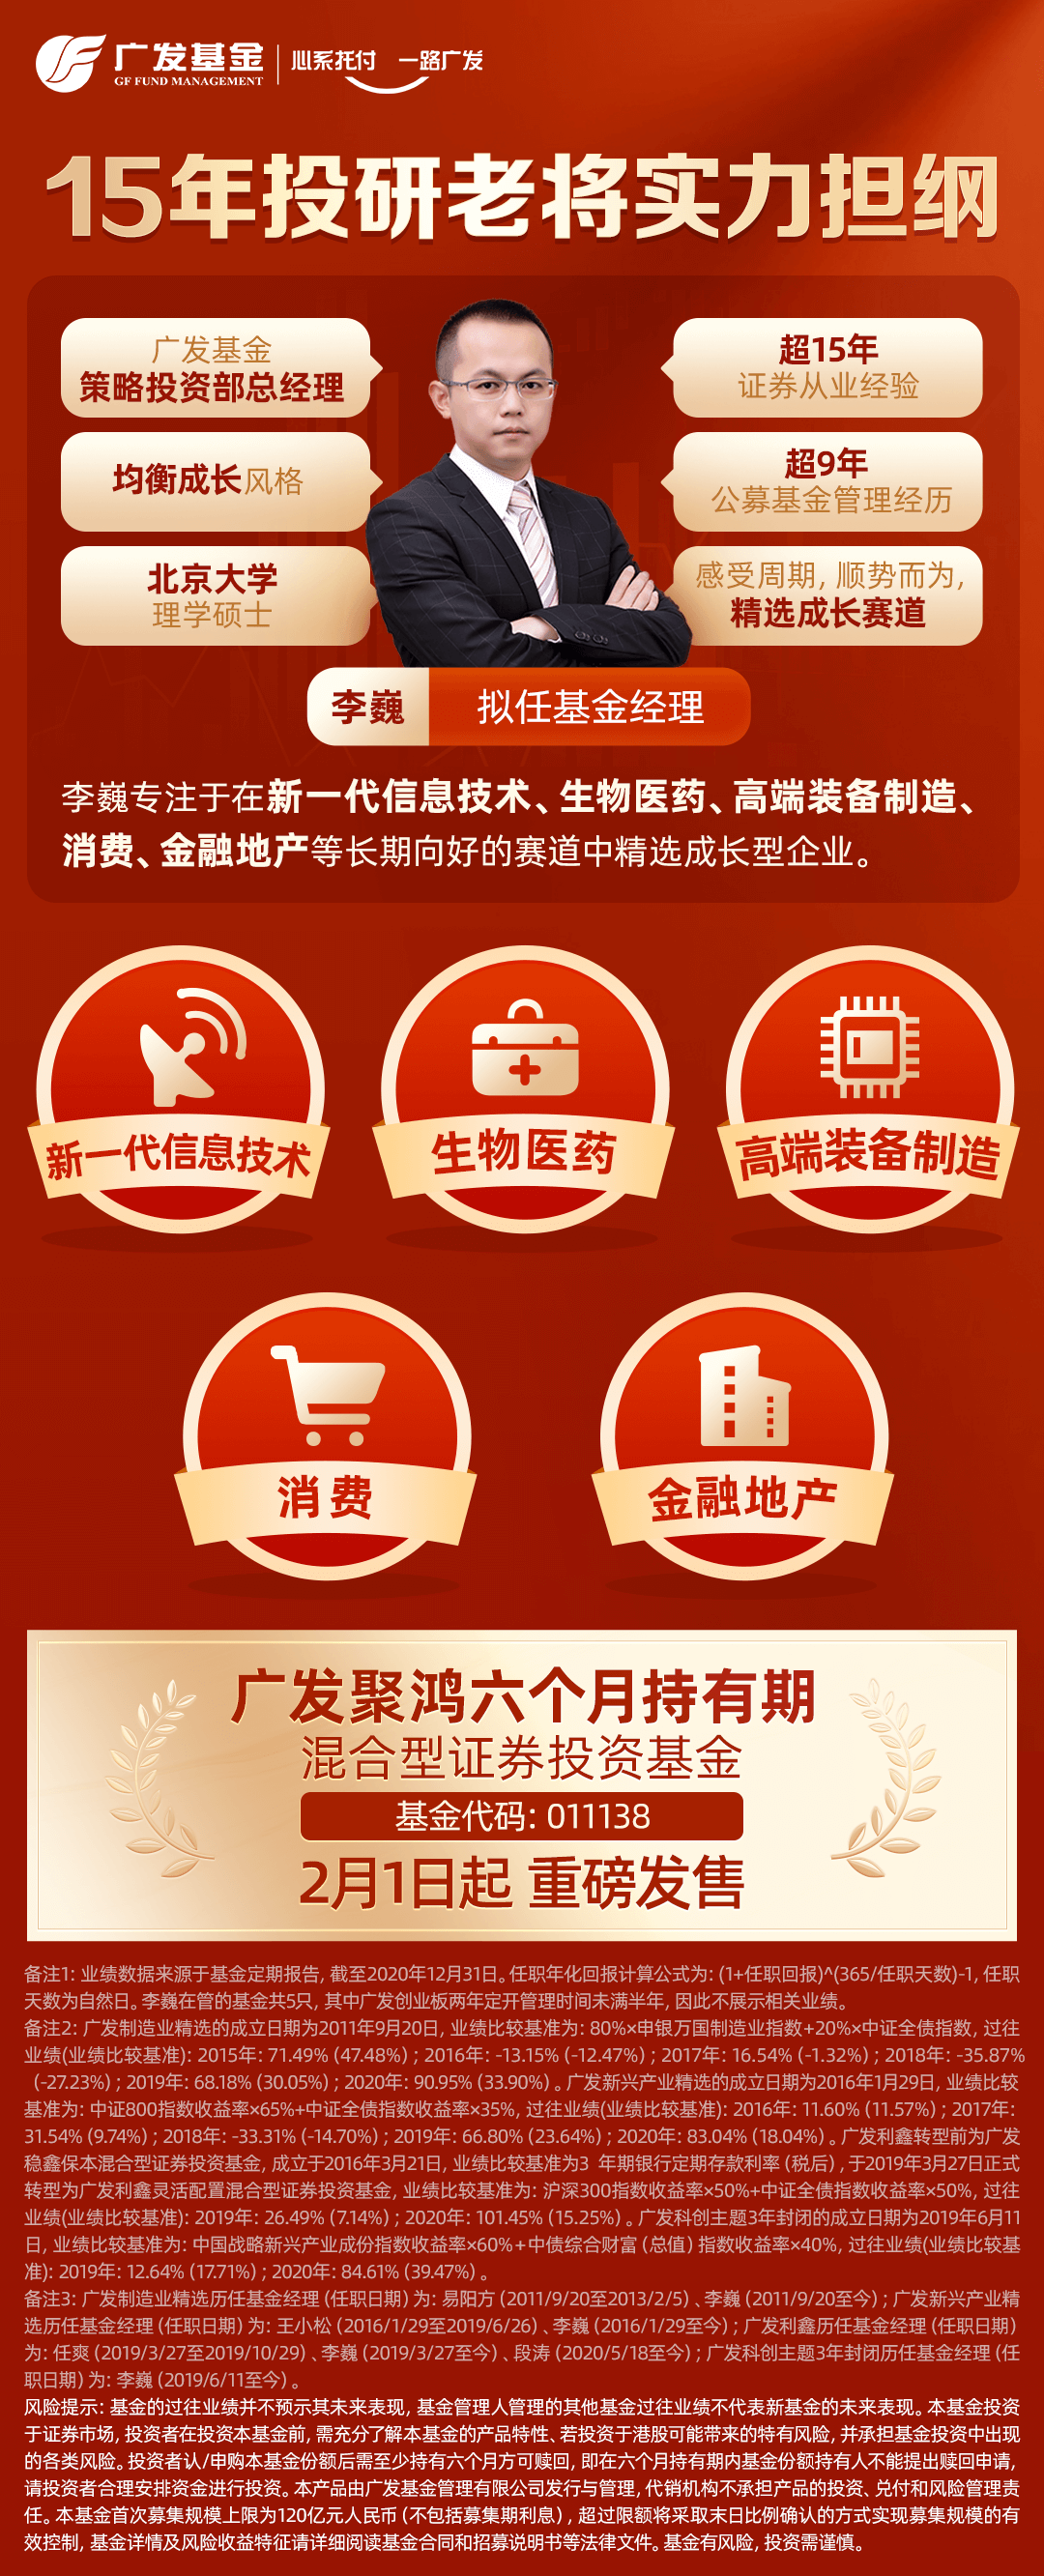 广发基金
GF FUND MANAGEMENT
心系托付 一路广发
15年投研老将实力担纲
广发基金
策略投资部总经理
超15年
证券从业经验
均衡成长风格
超9年
公募基金管理经历
北京大学
理学硕士
感受周期, 顺势而为,
精选成长赛道
李巍 拟任基金经理
李巍专注于在新一代信息技术、生物医药、高端装备制造、
消费、金融地产等长期向好的赛道中精选成长型企业。
新一代信息技术
生物医药
高端装备制造
消费
金融地产
广发聚鸿六个月持有期
混合型证券投资基金
基金代码: 011138
2月1日起 重磅发售
备注1: 业绩数据来源于基金定期报告, 截至2020年12月31日。任职年化回报计算公式为: (1+任职回报)^(365/任职天数)-1, 任职
天数为自然日。李巍在管的基金共5只, 其中广发创业板两年定开管理时间未满半年, 因此不展示相关业绩。
备注2: 广发制造业精选的成立日期为2011年9月20日, 业绩比较基准为: 80%×申银万国制造业指数+20%×中证全债指数, 过往
业绩(业绩比较基准): 2015年: 71.49% (47.48%) ; 2016年: -13.15% (-12.47%) ; 2017年: 16.54% (-1.32%) ; 2018年: -35.87%
(-27.23%) ; 2019年: 68.18% (30.05%) ; 2020年: 90.95% (33.90%) 。广发新兴产业精选的成立日期为2016年1月29日, 业绩比较
基准为: 中证800指数收益率×65%+中证全债指数收益率×35%, 过往业绩(业绩比较基准): 2016年: 11.60% (11.57%) ; 2017年:
31.54% (9.74%) ; 2018年: -33.31% (-14.70%) ; 2019年: 66.80% (23.64%) ; 2020年: 83.04% (18.04%) 。广发利鑫转型前为广发
稳鑫保本混合型证券投资基金, 成立于2016年3月21日, 业绩比较基准为3 年期银行定期存款利率 (税后) , 于2019年3月27日正式
转型为广发利鑫灵活配置混合型证券投资基金, 业绩比较基准为: 沪深300指数收益率×50%+中证全债指数收益率×50%, 过往
业绩(业绩比较基准): 2019年: 26.49% (7.14%) ; 2020年: 101.45% (15.25%) 。广发科创主题3年封闭的成立日期为2019年6月11
日, 业绩比较基准为: 中国战略新兴产业成份指数收益率×60%+中债综合财富 (总值) 指数收益率×40%, 过往业绩(业绩比较基
准): 2019年: 12.64% (17.71%) ; 2020年: 84.61% (39.47%) 。
备注3: 广发制造业精选历任基金经理 (任职日期) 为: 易阳方 (2011/9/20至2013/2/5) 、李巍 (2011/9/20至今) ; 广发新兴产业精
选历任基金经理 (任职日期) 为: 王小松 (2016/1/29至2019/6/26) 、李巍 (2016/1/29至今) ; 广发利鑫历任基金经理 (任职日期)
为: 任爽 (2019/3/27至2019/10/29) 、李巍 (2019/3/27至今) 、段涛 (2020/5/18至今) ; 广发科创主题3年封闭历任基金经理 (任
职日期) 为: 李巍 (2019/6/11至今) 。
风险提示: 基金的过往业绩并不预示其未来表现, 基金管理人管理的其他基金过往业绩不代表新基金的未来表现。本基金投资
于证券市场, 投资者在投资本基金前, 需充分了解本基金的产品特性、若投资于港股可能带来的特有风险, 并承担基金投资中出现
的各类风险。投资者认/申购本基金份额后需至少持有六个月方可赎回, 即在六个月持有期内基金份额持有人不能提出赎回申请,
请投资者合理安排资金进行投资。本产品由广发基金管理有限公司发行与管理, 代销机构不承担产品的投资、兑付和风险管理责
任。本基金首次募集规模上限为120亿元人民币 (不包括募集期利息) , 超过限额将采取末日比例确认的方式实现募集规模的有
效控制, 基金详情及风险收益特征请详细阅读基金合同和招募说明书等法律文件。基金有风险, 投资需谨慎。